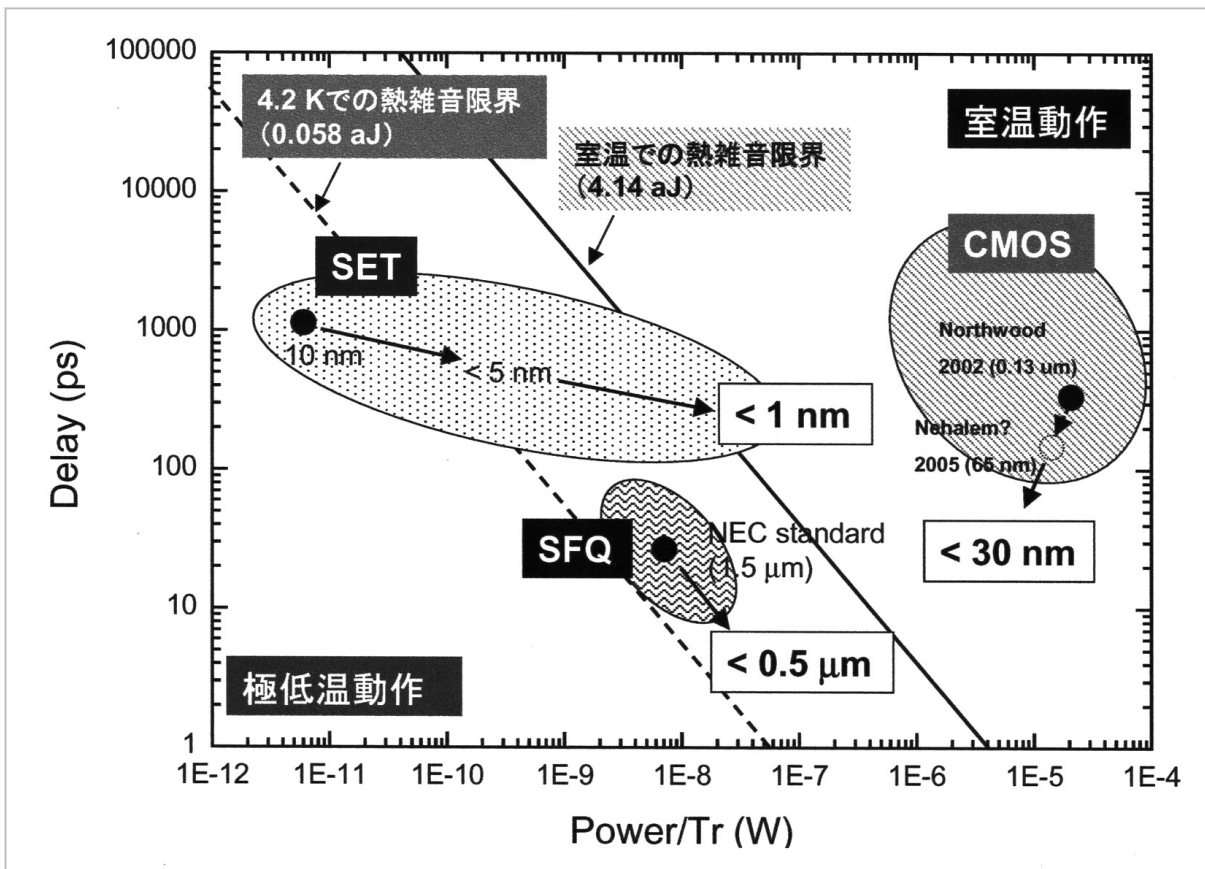 100000
10000
1000
100
10
1
Delay (ps)
4.2 Kでの熱雑音限界
(0.058 aJ)
室温での熱雑音限界
(4.14 aJ)
室温動作
SET
CMOS
10 nm
< 5 nm
< 1 nm
Northwood
2002 (0.13 um)
Nehalem?
2005 (65 nm)
< 30 nm
SFQ
NEC standard
(1.5 μm)
< 0.5 μm
極低温動作
1E-12
1E-11
1E-10
1E-9
1E-8
1E-7
1E-6
1E-5
1E-4
Power/Tr (W)